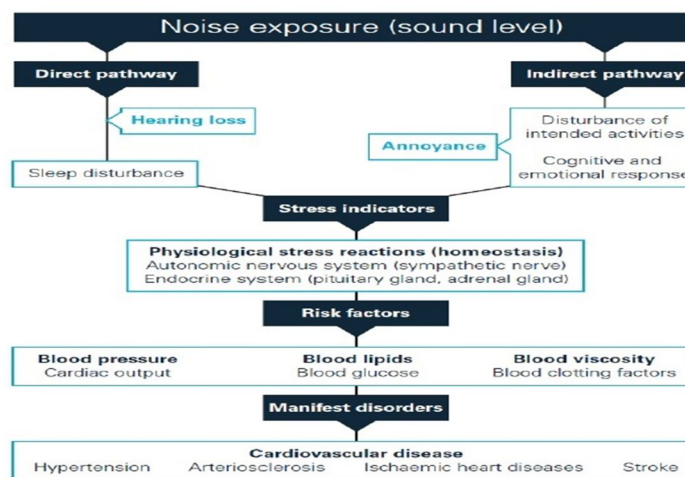 Noise exposure (sound level)
Direct pathway
Indirect pathway
Hearing loss
Disturbance of
intended activities
Annoyance
Cognitive and
emotional response
Sleep disturbance
Stress indicators
Physiological stress reactions (homeostasis)
Autonomic nervous system (sympathetic nerve)
Endocrine system (pituitary gland, adrenal gland)
Risk factors
Blood pressure Blood lipids Blood viscosity
Cardiac output Blood glucose Blood clotting factors
Manifest disorders
Cardiovascular disease
Hypertension Arteriosclerosis Ischaemic heart diseases Stroke